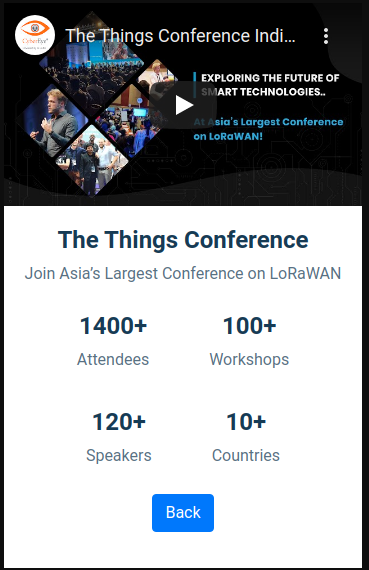 CyberEye
The Things Conference Indi...
EXPLORING THE FUTURE OF
SMART TECHNOLOGIES..
At Asia's Largest Conference
on LoRaWAN!
The Things Conference
Join Asia’s Largest Conference on LoRaWAN
1400+ 100+
Attendees Workshops
120+ 10+
Speakers Countries
Back